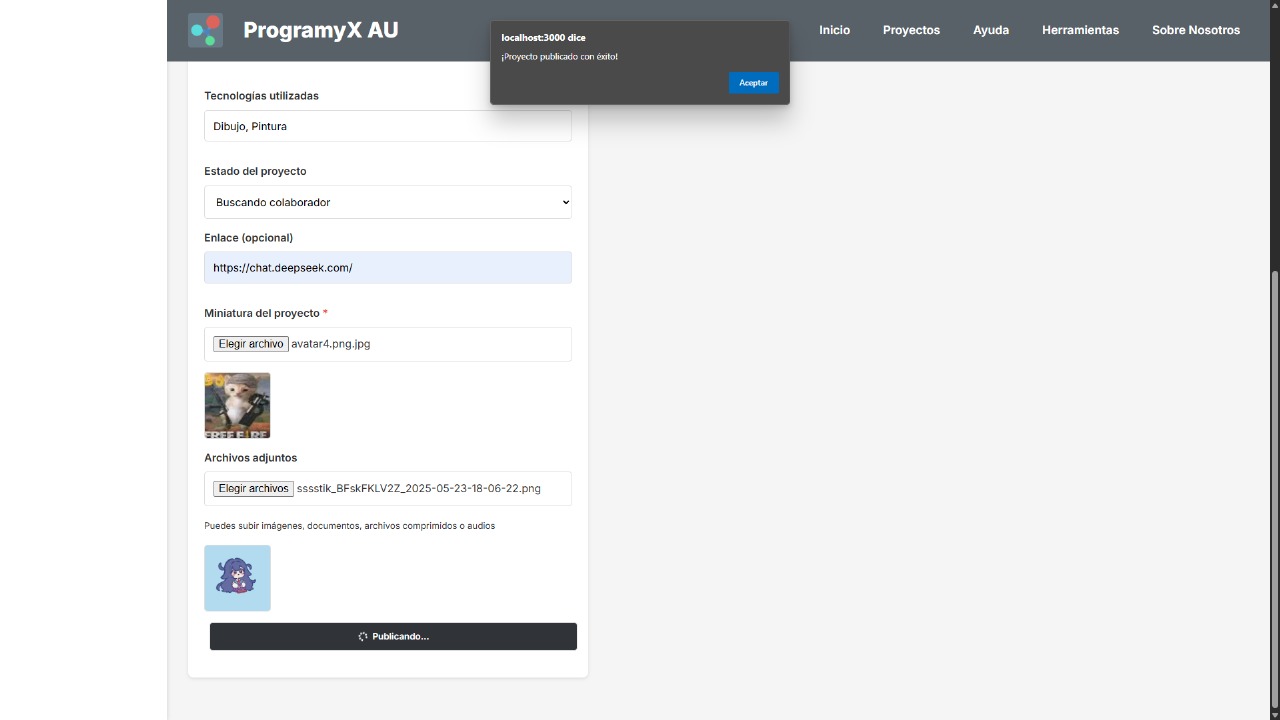 ProgramyX AU
localhost:3000 dice
¡Proyecto publicado con éxito!
Aceptar
Inicio
Proyectos
Ayuda
Herramientas
Sobre Nosotros
Tecnologías utilizadas
Dibujo, Pintura
Estado del proyecto
Buscando colaborador
Enlace (opcional)
https://chat.deepseek.com/
Miniatura del proyecto *
Elegir archivo avatar4.png.jpg
FREE FIRE
Archivos adjuntos
Elegir archivos sssstik_BFskFKLV2Z_2025-05-23-18-06-22.png
Puedes subir imágenes, documentos, archivos comprimidos o audios
Publicando...